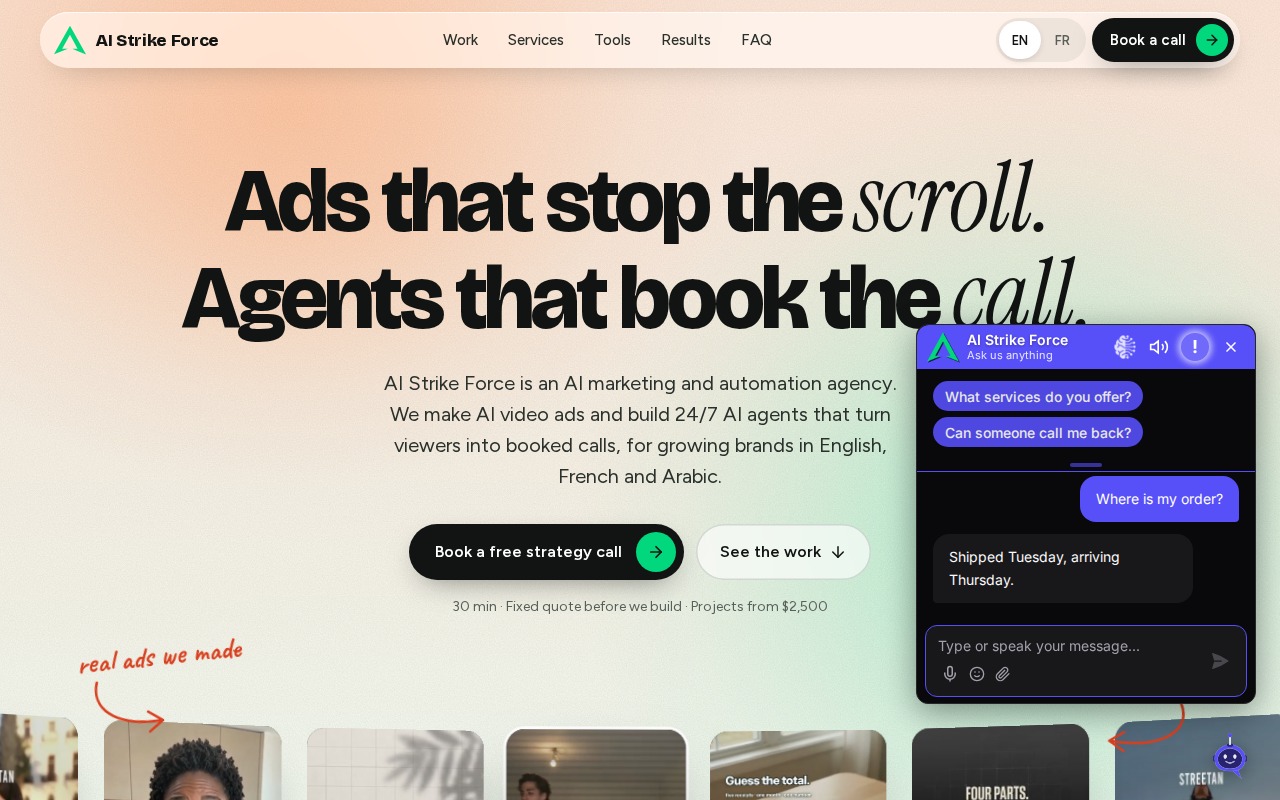 AI Strike Force
Work
Services
Tools
Results
FAQ
EN
FR
Book a call
Ads that stop the scroll.
Agents that book the call.
AI Strike Force is an AI marketing and automation agency.
We make AI video ads and build 24/7 AI agents that turn
viewers into booked calls, for growing brands in English,
French and Arabic.
Book a free strategy call
See the work
30 min · Fixed quote before we build · Projects from $2,500
real ads we made
AI Strike Force
Ask us anything
What services do you offer?
Can someone call me back?
Where is my order?
Shipped Tuesday, arriving
Thursday.
Type or speak your message...
Guess the total.
FOUR PARTS.
STREETAN